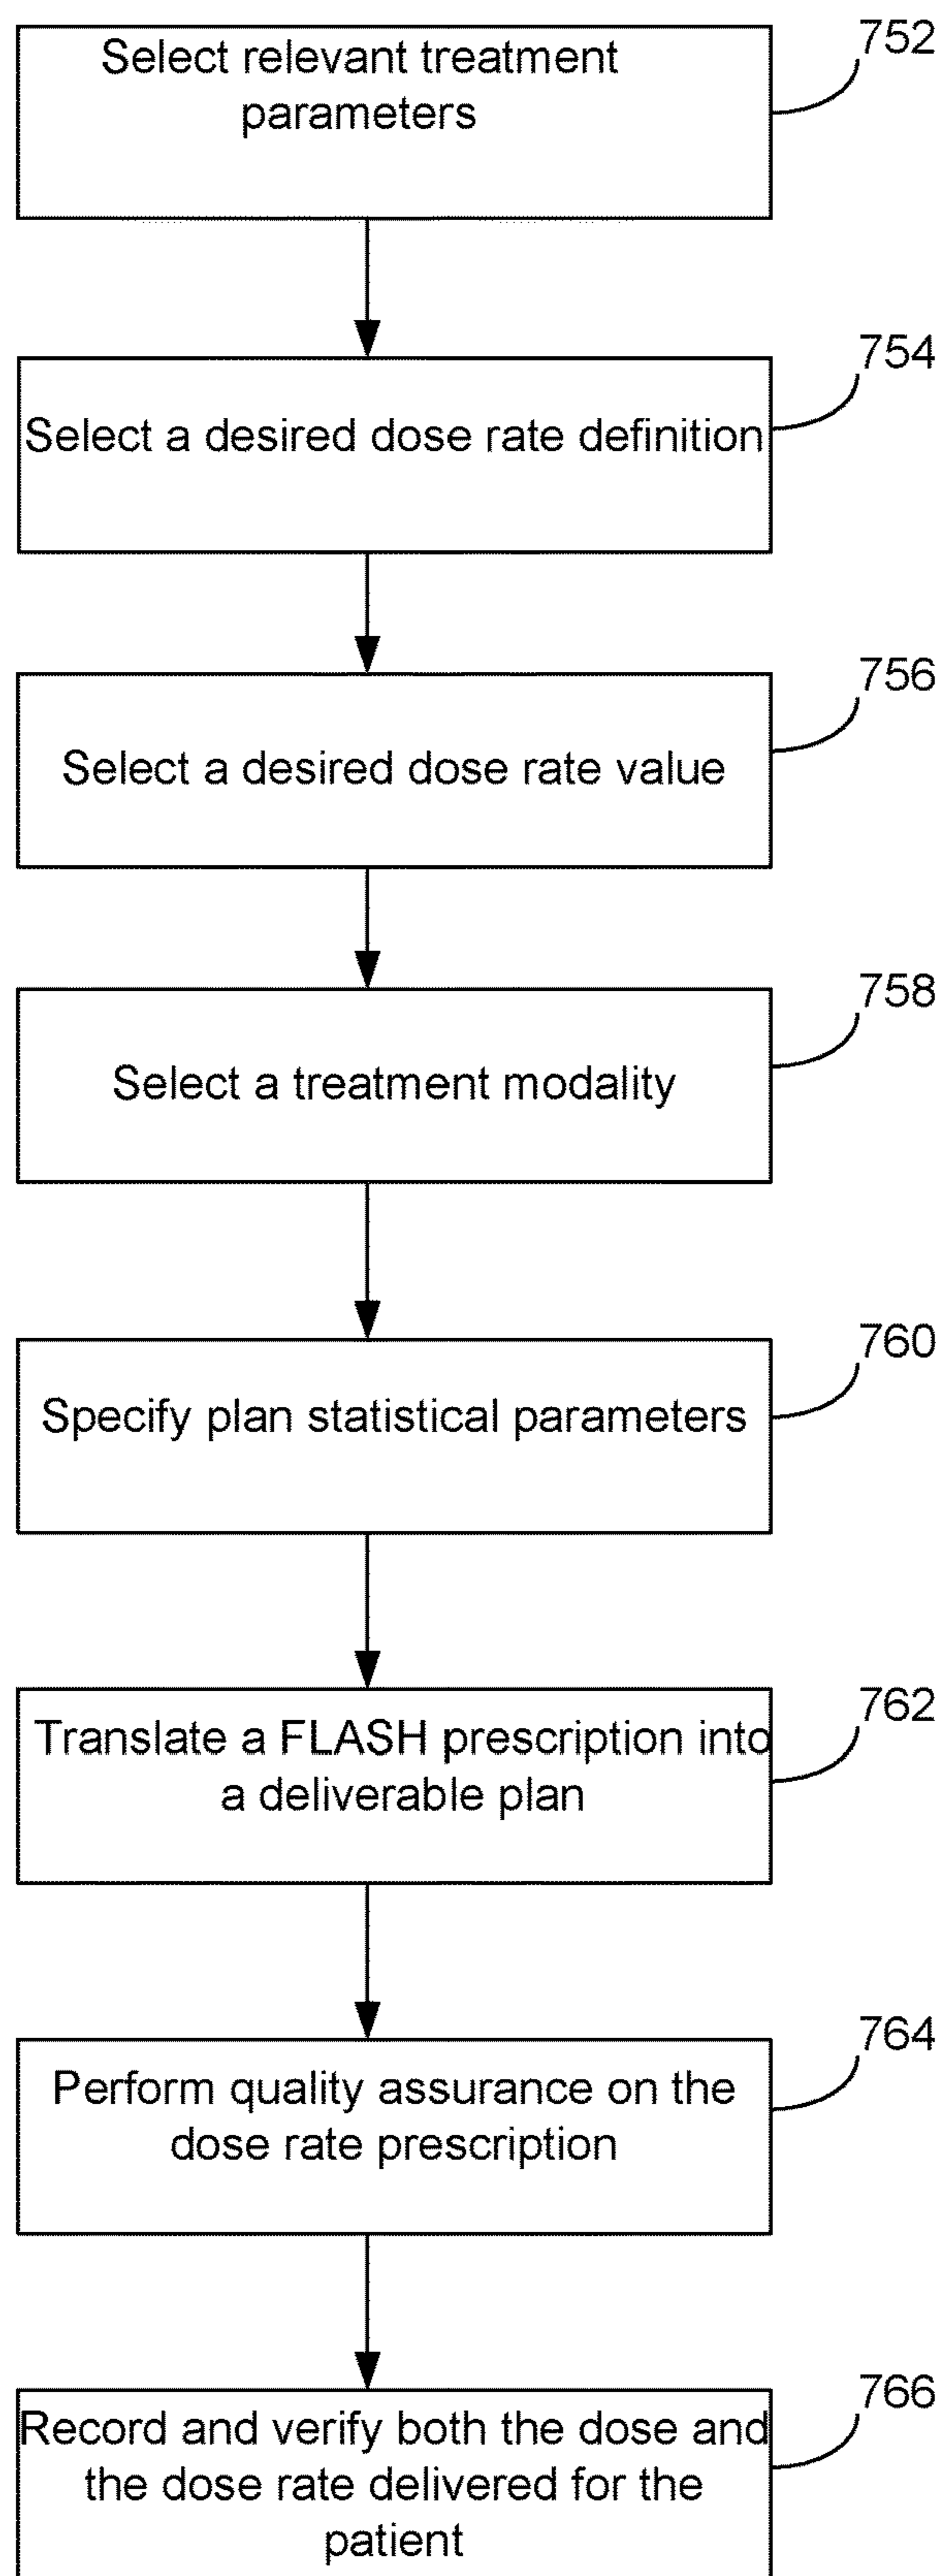 752
Select relevant treatment
parameters
754
Select a desired dose rate definition
756
Select a desired dose rate value
758
Select a treatment modality
760
Specify plan statistical parameters
762
Translate a FLASH prescription into
a deliverable plan
764
Perform quality assurance on the
dose rate prescription
766
Record and verify both the dose and
the dose rate delivered for the
patient